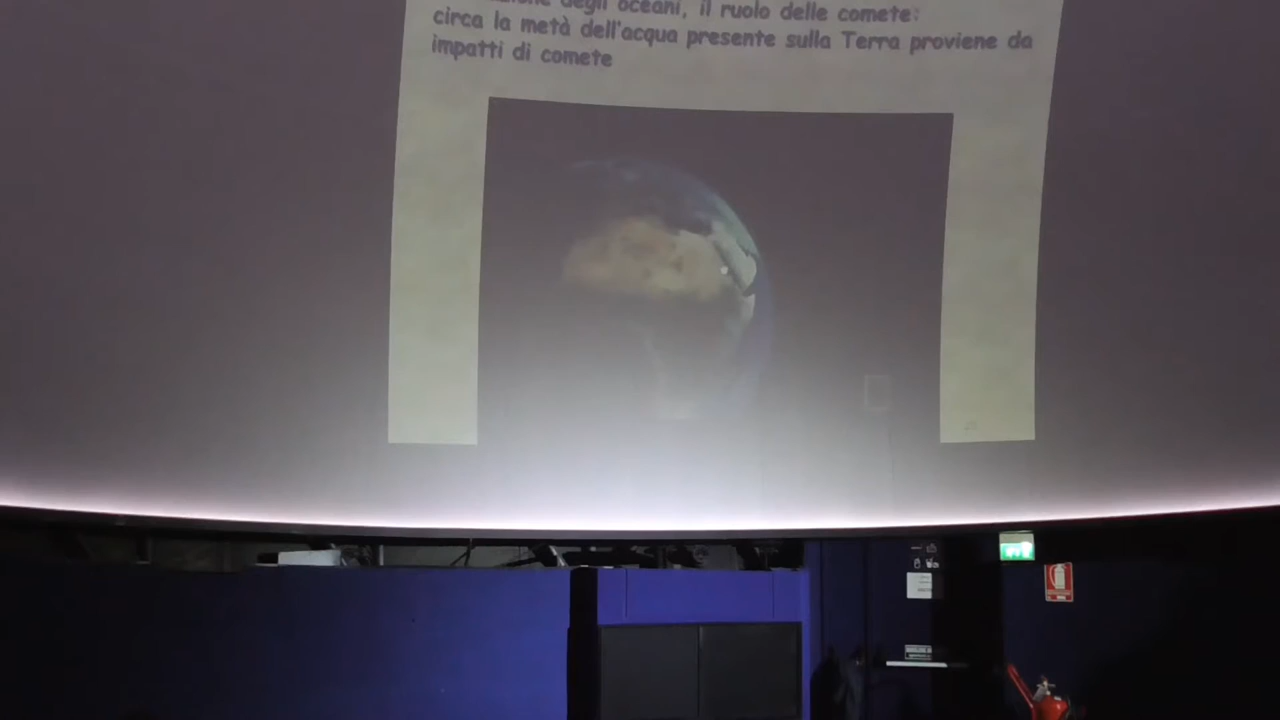 degli oceani, il ruolo delle comete:
circa la metà dell'acqua presente sulla Terra proviene da
impatti di comete